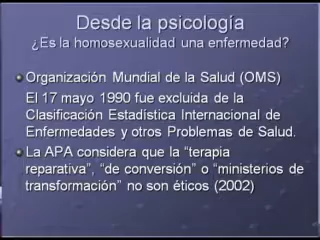 Desde la psicología
¿Es la homosexualidad una enfermedad?
Organización Mundial de la Salud (OMS)
El 17 mayo 1990 fue excluida de la
Clasificación Estadística Internacional de
Enfermedades y otros Problemas de Salud.
La APA considera que la “terapia
reparativa”, “de conversión” o “ministerios de
transformación” no son éticos (2002)